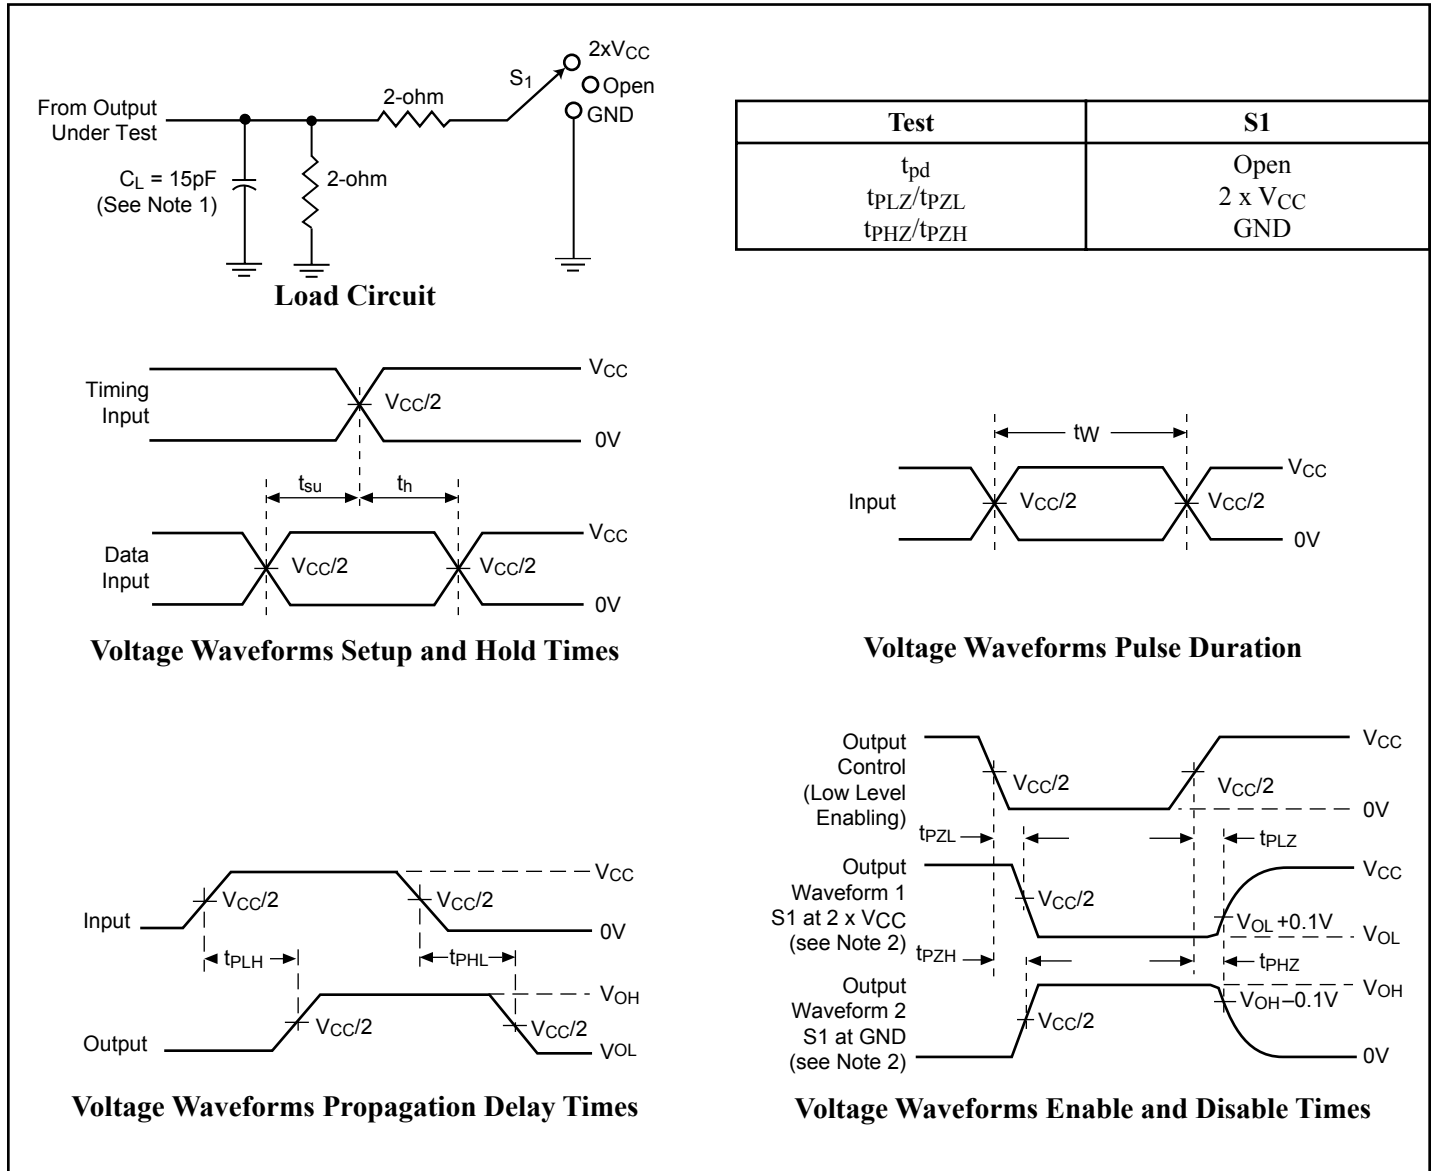 2xVCC
S1
Open
2-ohm
GND
From Output
Under Test
CL = 15pF
(See Note 1)
2-ohm
Load Circuit
Test S1
tpd Open
tPLZ/tPZL 2 x VCC
tPHZ/tPZH GND
Timing
Input
VCC
VCC/2
0V
tsu
th
Data
Input
VCC
VCC/2
VCC/2
0V
Voltage Waveforms Setup and Hold Times
tW
Input
VCC
VCC/2
VCC/2
0V
Voltage Waveforms Pulse Duration
Input
VCC
VCC/2
VCC/2
0V
tPLH
tPHL
Output
VOH
VCC/2
VCC/2
VOL
Voltage Waveforms Propagation Delay Times
Output
Control
(Low Level
Enabling)
VCC
VCC/2
VCC/2
0V
tPZL
tPLZ
Output
Waveform 1
S1 at 2 x VCC
(see Note 2)
VCC
VCC/2
VOL +0.1V
VOL
tPZH
tPHZ
Output
Waveform 2
S1 at GND
(see Note 2)
VOH
VOH–0.1V
VCC/2
0V
Voltage Waveforms Enable and Disable Times